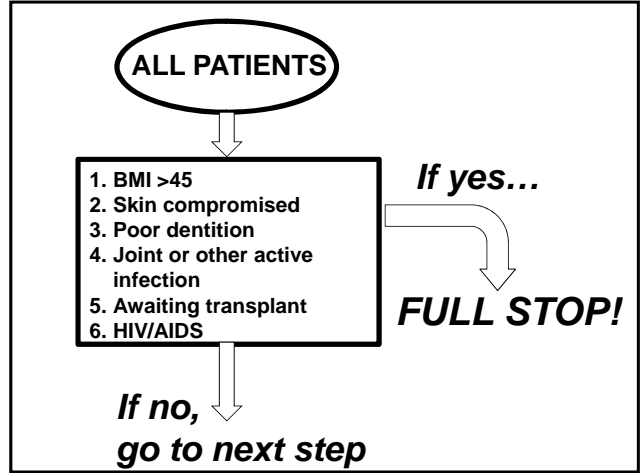 ALL PATIENTS
1. BMI >45
2. Skin compromised
3. Poor dentition
4. Joint or other active
infection
5. Awaiting transplant
6. HIV/AIDS
If yes…
FULL STOP!
If no,
go to next step